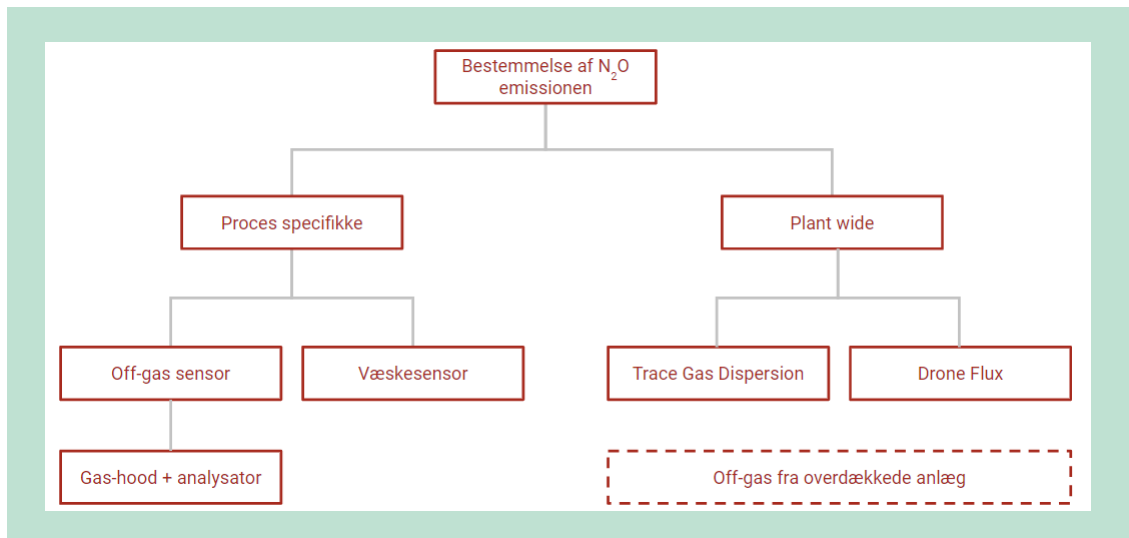 Bestemmelse af N₂O
emissionen
Proces specifikke
Plant wide
Off-gas sensor
Væskesensor
Trace Gas Dispersion
Drone Flux
Gas-hood + analysator
Off-gas fra overdækkede anlæg